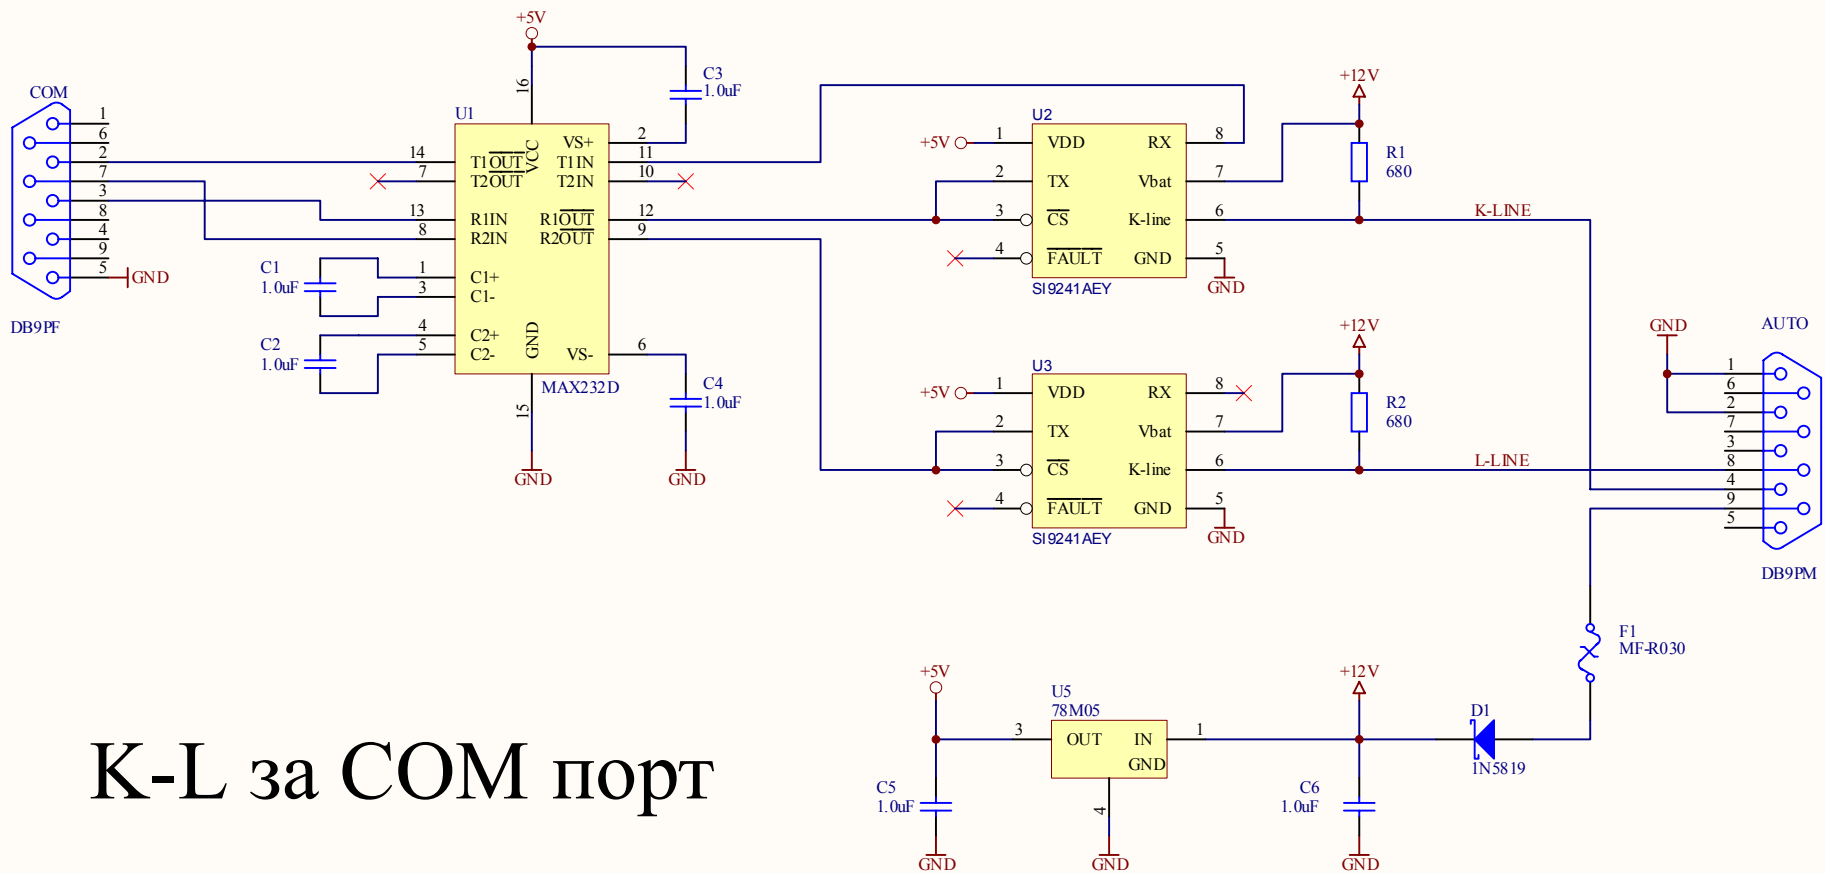 +5V
COM
1
6
2
7
3
8
4
9
5
GND
DB9PF
C3
1.0uF
U1
16
VCC
14 T1OUT
7 T2OUT
13 R1IN
8 R2IN
1 C1+
3 C1-
4 C2+
5 C2-
VS+ 2
T1IN 11
T2IN 10
R1OUT 12
R2OUT 9
VS- 6
GND
15
MAX232D
GND
C1
1.0uF
C2
1.0uF
C4
1.0uF
GND
U2
+5V
1 VDD
2 TX
3 CS
4 FAULT
RX 8
Vbat 7
K-line 6
GND 5
SI9241AEY
GND
+12V
R1
680
K-LINE
U3
+5V
1 VDD
2 TX
3 CS
4 FAULT
RX 8
Vbat 7
K-line 6
GND 5
SI9241AEY
GND
+12V
R2
680
L-LINE
GND
AUTO
1
6
2
7
3
8
4
9
5
DB9PM
F1
MF-R030
+5V
U5
78M05
3 OUT
IN 1
GND
4
GND
+12V
D1
1N5819
C5
1.0uF
GND
C6
1.0uF
GND
K-L за COM порт